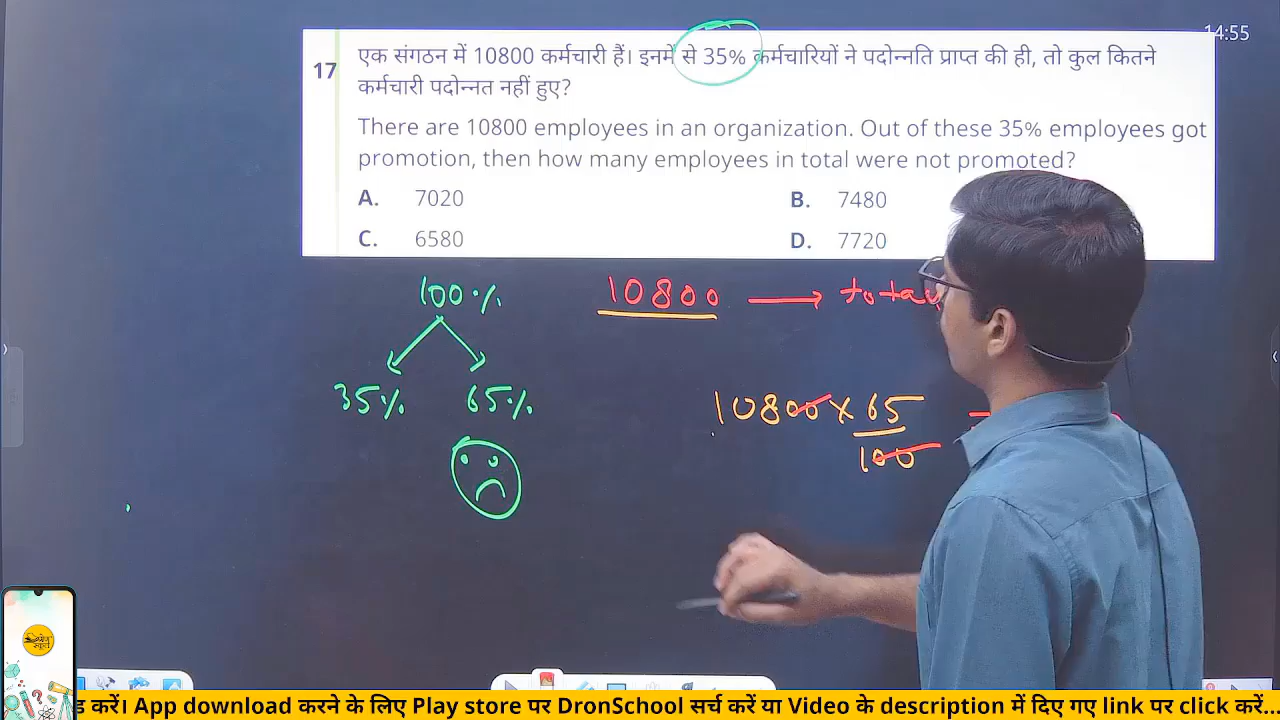 14:55
17
एक संगठन में 10800 कर्मचारी हैं। इनमें से 35% कर्मचारियों ने पदोन्नति प्राप्त की ही, तो कुल कितने
कर्मचारी पदोन्नत नहीं हुए?
There are 10800 employees in an organization. Out of these 35% employees got
promotion, then how many employees in total were not promoted?
A. 7020
B. 7480
C. 6580
D. 7720
100%
10800 → total
35% 65%
10800 × 65
100
करें। App download करने के लिए Play store पर DronSchool सर्च करें या Video के description में दिए गए link पर click करें...